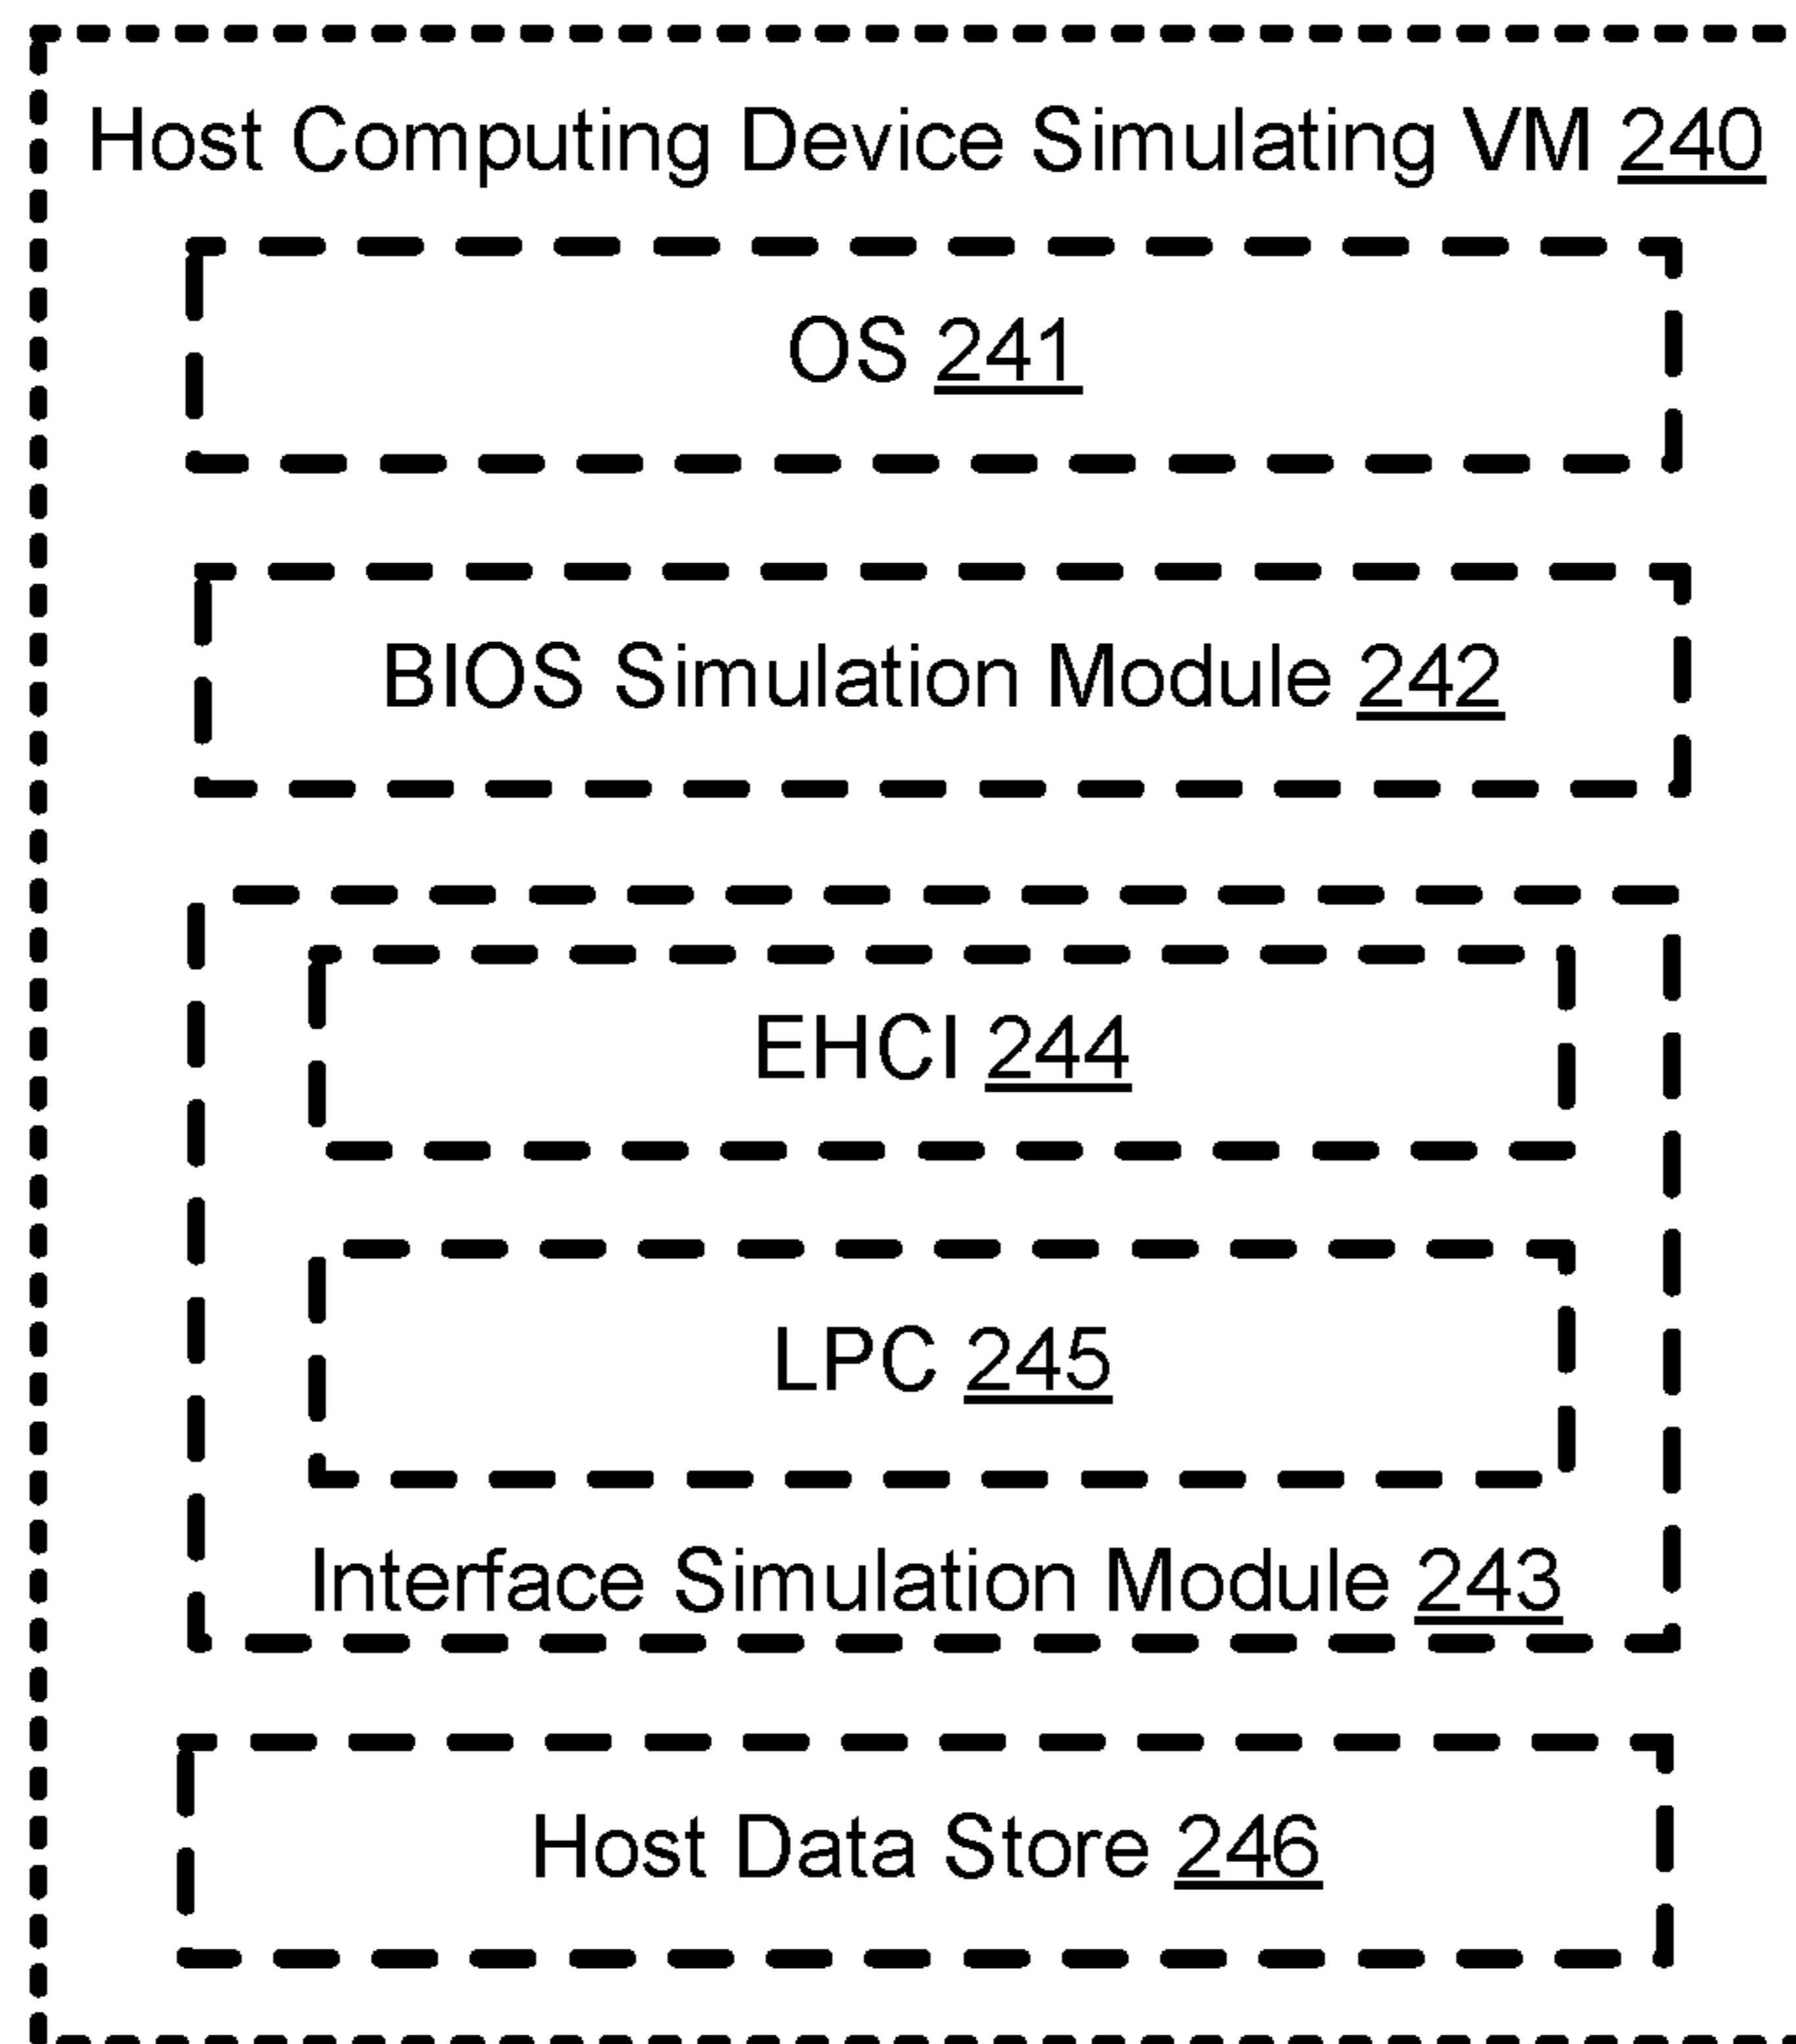 Host Computing Device Simulating VM 240
OS 241
BIOS Simulation Module 242
EHCI 244
LPC 245
Interface Simulation Module 243
Host Data Store 246